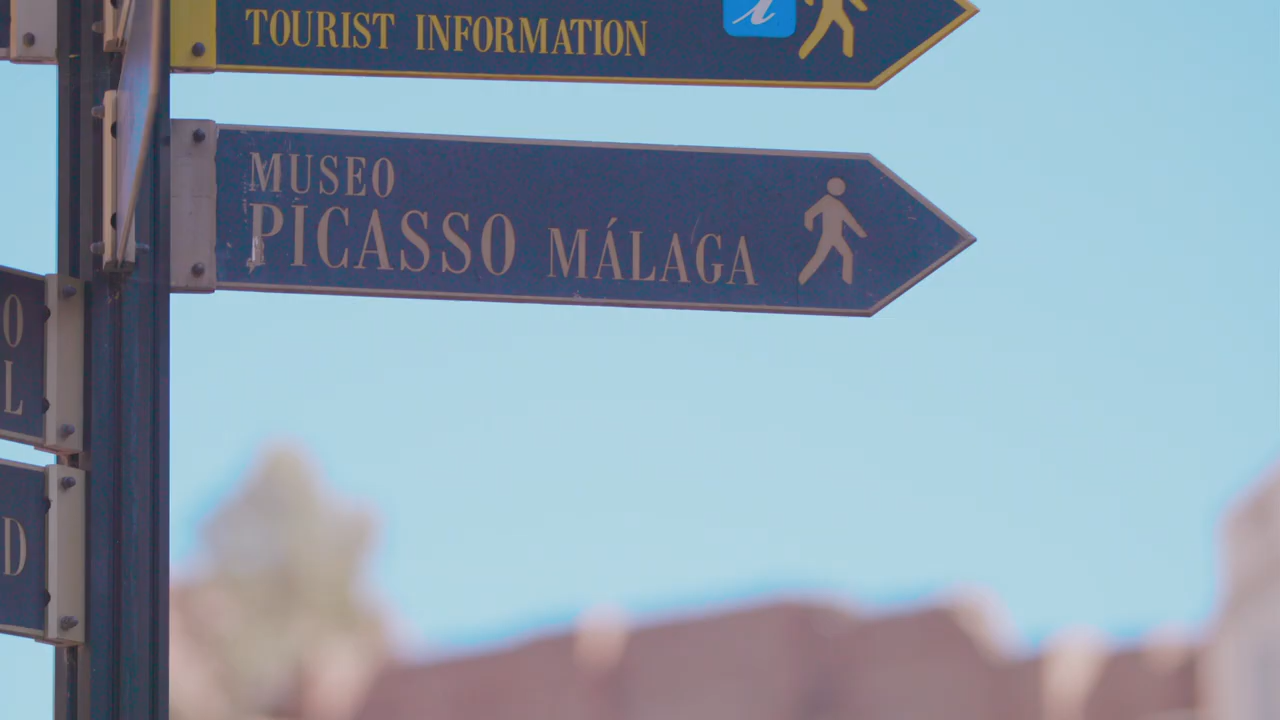 TOURIST INFORMATION
i
MUSEO
PICASSO MÁLAGA
O
L
D